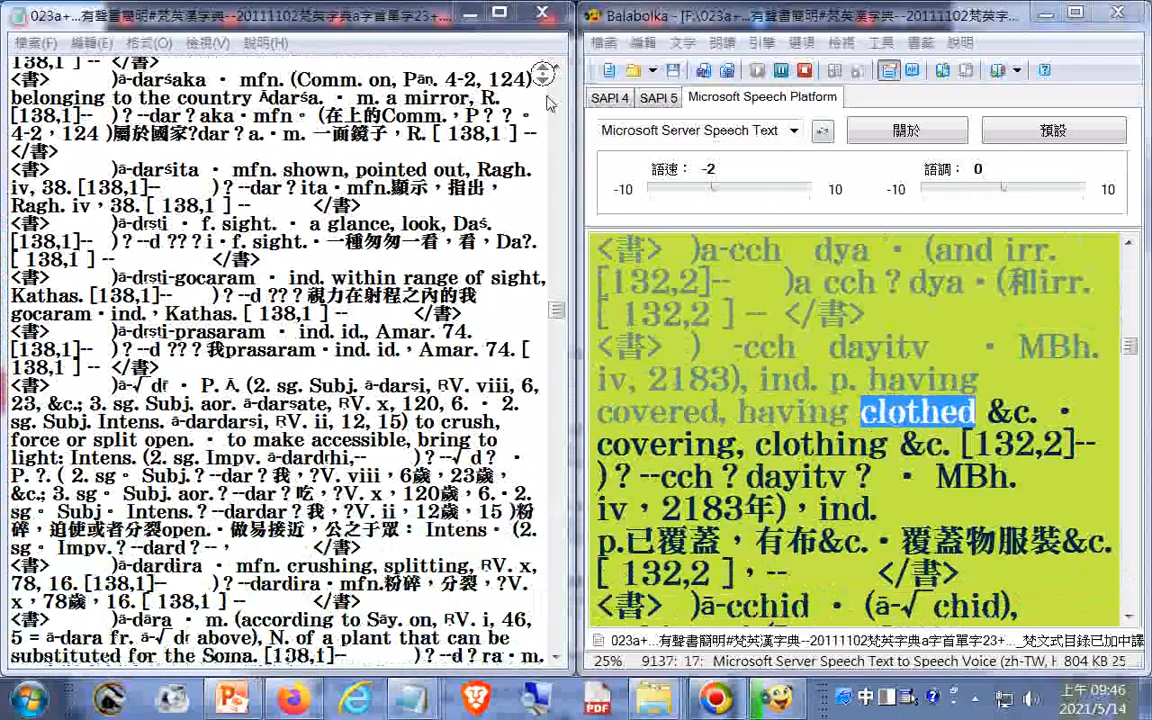 023a+...有聲書簡明#梵英漢字典--20111102梵英字典a字首單字23+...
檔案(F) 編輯(E) 格式(O) 檢視(V) 說明(H)
138,1 ] -- </書>
<書> )ā-darśaka ・ mfn. (Comm. on, Pāṇ. 4-2, 124)
belonging to the country Ādarśa. ・ m. a mirror, R.
[138,1]-- )? --dar? aka・mfn。(在上的Comm.，P? ?。
4-2，124 )屬於國家?dar? a.・m. 一面鏡子，R. [ 138,1 ] --
</書>
<書> )ā-darśita ・ mfn. shown, pointed out, Ragh.
iv, 38. [138,1]-- )? --dar? ita・mfn.顯示，指出，
Ragh. iv，38. [ 138,1 ] -- </書>
<書> )ā-dṛṣṭi ・ f. sight. ・ a glance, look, Daś.
[138,1]-- )? --d ???i・f. sight.・一種匆匆一看，看，Da?.
[ 138,1 ] -- </書>
<書> )ā-dṛṣṭi-gocaram ・ ind. within range of sight,
Kathas. [138,1]-- )? --d ???視力在射程之內的我
gocaram・ind.，Kathas. [ 138,1 ] -- </書>
<書> )ā-dṛṣṭi-prasaram ・ ind. id., Amar. 74.
[138,1]-- )? --d ???我prasaram・ind. id.，Amar. 74. [
138,1 ] -- </書>
<書> )ā-√ dṝ ・ P. Ā. (2. sg. Subj. ā-darṣi, RV. viii, 6,
23, &c.; 3. sg. Subj. aor. ā-darṣate, RV. x, 120, 6. ・ 2.
sg. Subj. Intens. ā-dardarṣi, RV. ii, 12, 15) to crush,
force or split open. ・ to make accessible, bring to
light: Intens. (2. sg. Impv. ā-dardṛhi,-- )? --√ d? ・
P. ?. ( 2. sg. Subj.? --dar?我，?V. viii，6歲，23歲，
&c.; 3. sg。Subj. aor.? --dar?吃，?V. x，120歲，6.・2.
sg。Subj。Intens.? --dardar?我，?V. ii，12歲，15 )粉
碎，迫使或者分裂open.・做易接近，公之于眾：Intens。(2.
sg。Impv.? --dard? --， </書>
<書> )ā-dardira ・ mfn. crushing, splitting, RV. x,
78, 16. [138,1]-- )? --dardira・mfn.粉碎，分裂，?V.
x，78歲，16. [ 138,1 ] -- </書>
<書> )ā-dāra ・ m. (according to Sāy. on, RV. i, 46,
5 = ā-dara fr. ā-√ dṛ above), N. of a plant that can be
substituted for the Soma. [138,1]-- )? --d? ra・m.
Balabolka - [F:\023a+...有聲書簡明#梵英漢字典--20111102梵英字...
檔案 編輯 文字 朗讀 引擎 選項 檢視 工具 書籤 說明
SAPI 4 SAPI 5 Microsoft Speech Platform
Microsoft Server Speech Text 關於 預設
語速： -2 語調： 0
-10 10 -10 10
<書> )a-cch dya ・ (and irr.
[132,2]-- )a cch ? dya・(和irr.
[ 132,2 ] -- </書>
<書> ) -cch dayitv ・ MBh.
iv, 2183), ind. p. having
covered, having clothed &c. ・
covering, clothing &c. [132,2]--
)? --cch ? dayitv ? ・ MBh.
iv，2183年)，ind.
p.已覆蓋，有布&c.・覆蓋物服裝&c.
[ 132,2 ]，-- </書>
<書> )ā-cchid ・ (ā-√ chid),
023a+...有聲書簡明#梵英漢字典--20111102梵英字典a字首單字23+..._梵文式目錄已加中譯
25% 9137: 17: Microsoft Server Speech Text to Speech Voice (zh-TW, H 804 KB 25
中
上午 09:46
2021/5/14